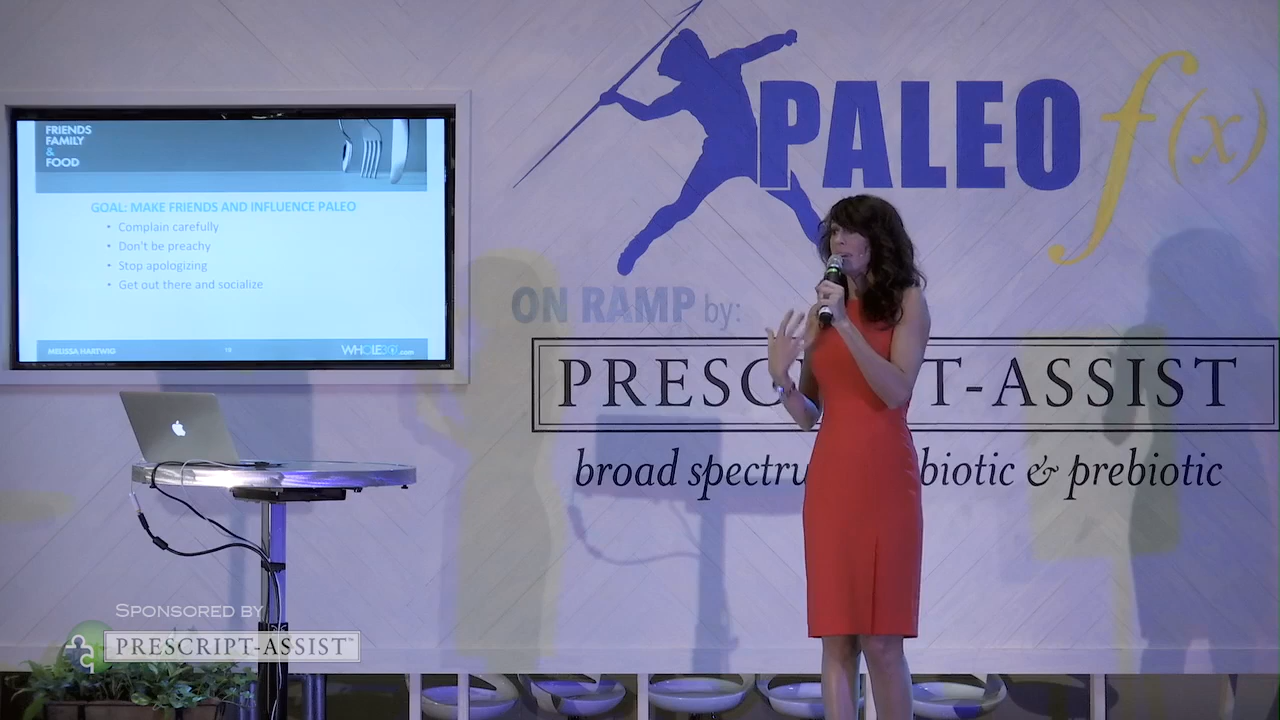 FRIENDS
FAMILY
&
FOOD
GOAL: MAKE FRIENDS AND INFLUENCE PALEO
• Complain carefully
• Don't be preachy
• Stop apologizing
• Get out there and socialize
MELISSA HARTWIG
WHOLE30.com
PALEO f(x)
ON RAMP by:
PRESC T-ASSIST
broad spectru biotic & prebiotic
SPONSORED BY
PRESCRIPT-ASSIST™